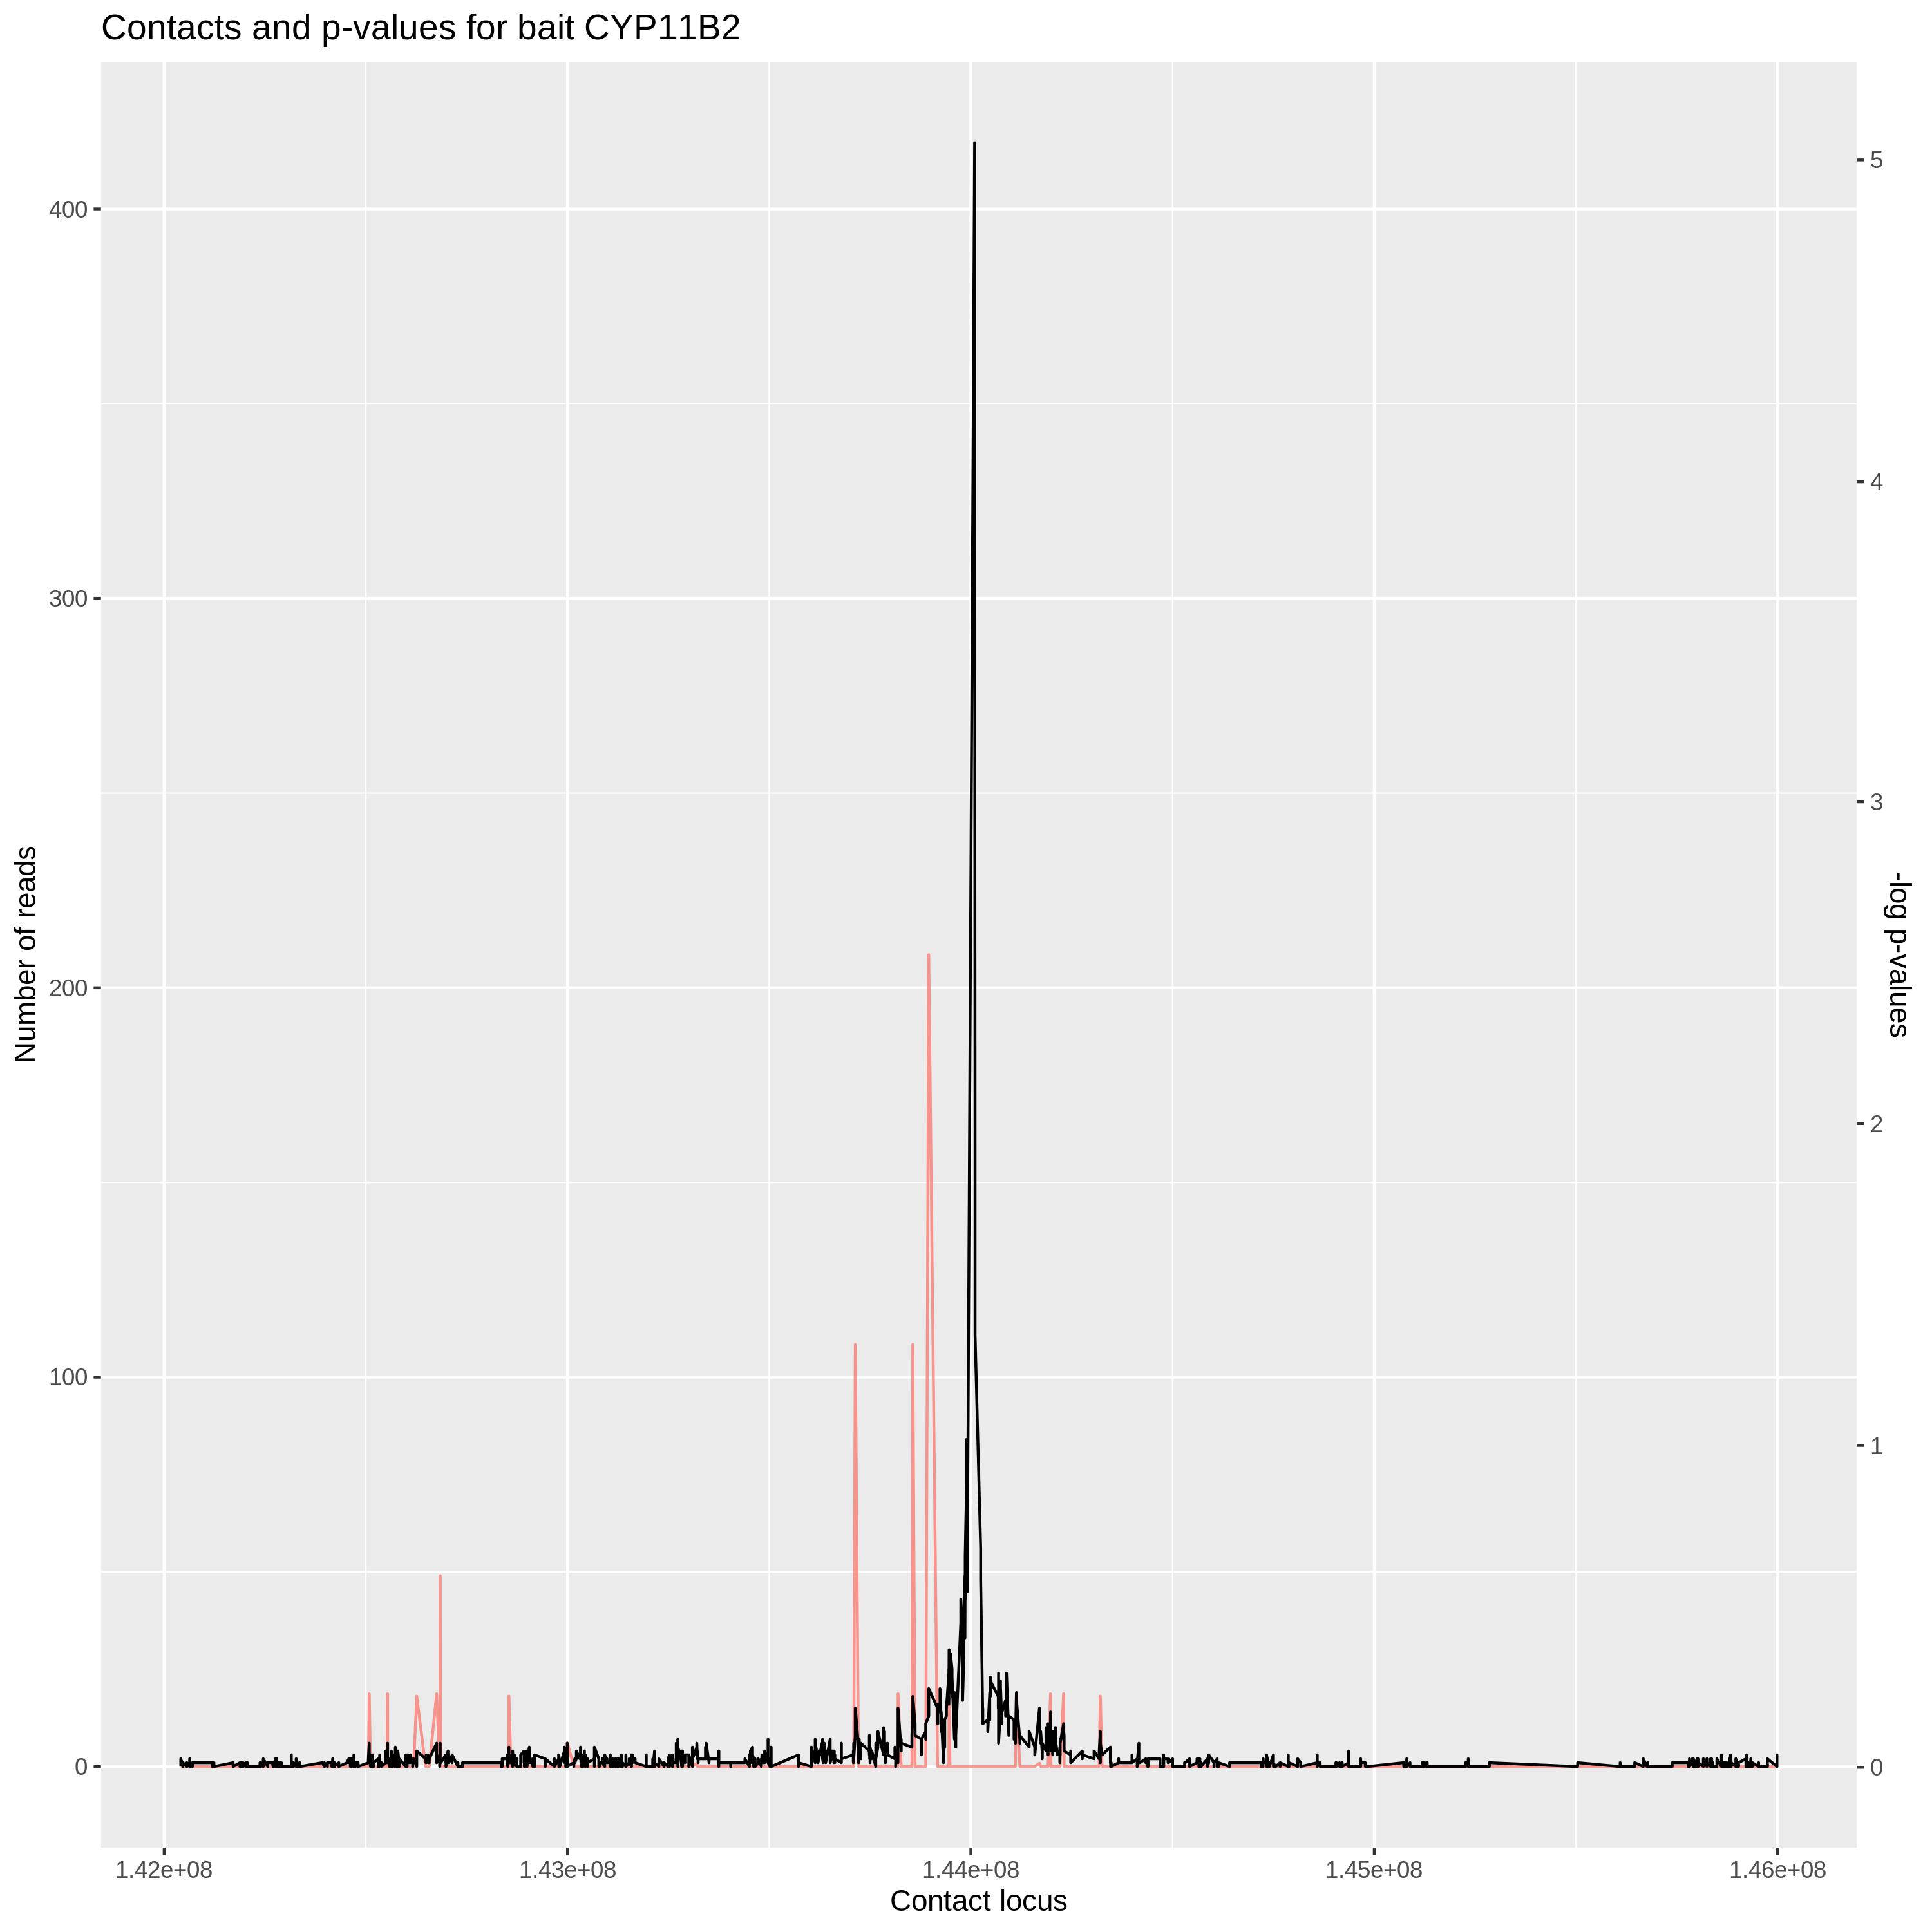 Contacts and p-values for bait CYP11B2
Number of reads
400
300
200
100
0
5
4
3
2
1
0
-log p-values
1.42e+08
1.43e+08
1.44e+08
1.45e+08
1.46e+08
Contact locus